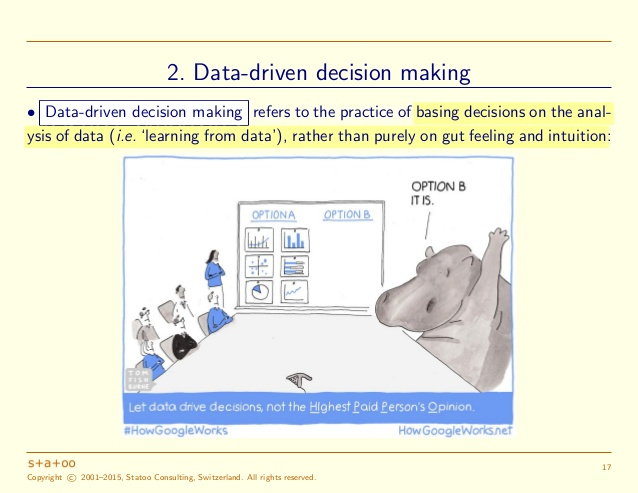 2. Data-driven decision making
• Data-driven decision making refers to the practice of basing decisions on the anal-
ysis of data (i.e. ‘learning from data’), rather than purely on gut feeling and intuition:
OPTION B
IT IS.
OPTION A OPTION B
TOM
FISH
BURNE
Let data drive decisions, not the HIghest Paid Person's Opinion.
#HowGoogleWorks HowGoogleWorks.net
s+a+oo
17
Copyright © 2001–2015, Statoo Consulting, Switzerland. All rights reserved.